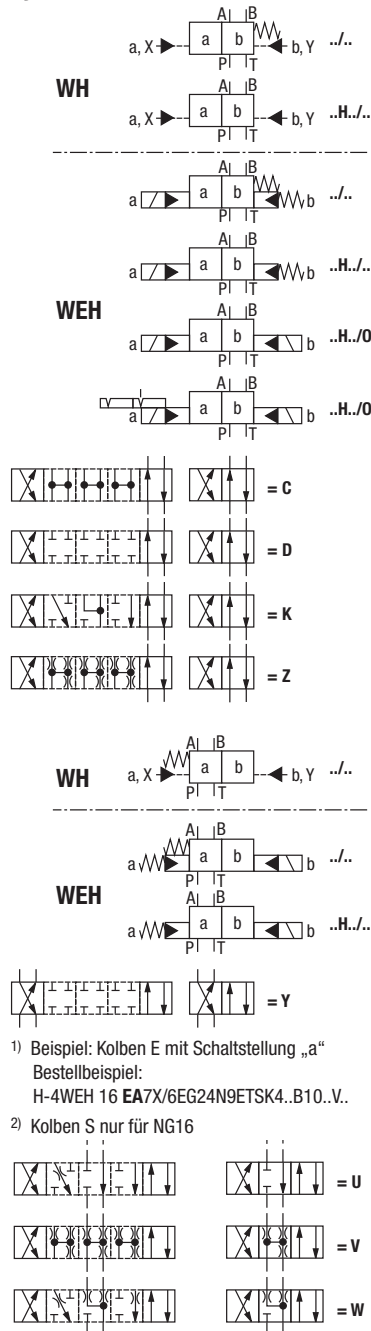 A B
a, X a b b, Y ../..
P T
WH
A B
a, X a b b, Y ..H../..
P T
A B
a a b b ../..
P T
A B
a a b b ..H../..
P T
WEH
A B
a a b b ..H../O
P T
A B
a a b b ..H../O
P T
= C
= D
= K
= Z
A B
WH a, X a b b, Y ../..
P T
A B
a a b b ../..
P T
WEH
A B
a a b b ..H../..
P T
= Y
1) Beispiel: Kolben E mit Schaltstellung „a“
Bestellbeispiel:
H-4WEH 16 EA7X/6EG24N9ETSK4..B10..V..
2) Kolben S nur für NG16
= U
= V
= W